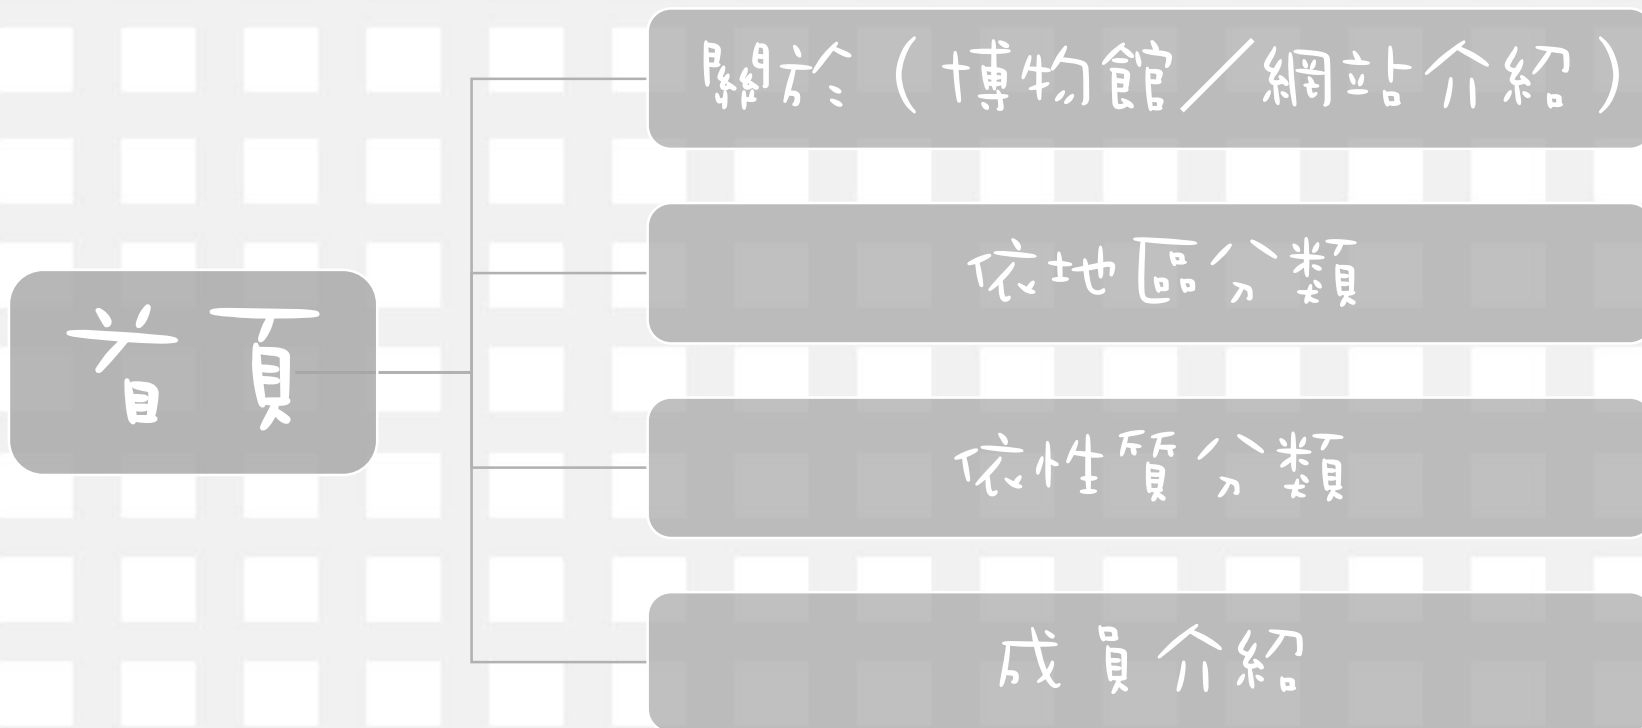 首頁
關於（博物館／網站介紹）
依地區分類
依性質分類
成員介紹